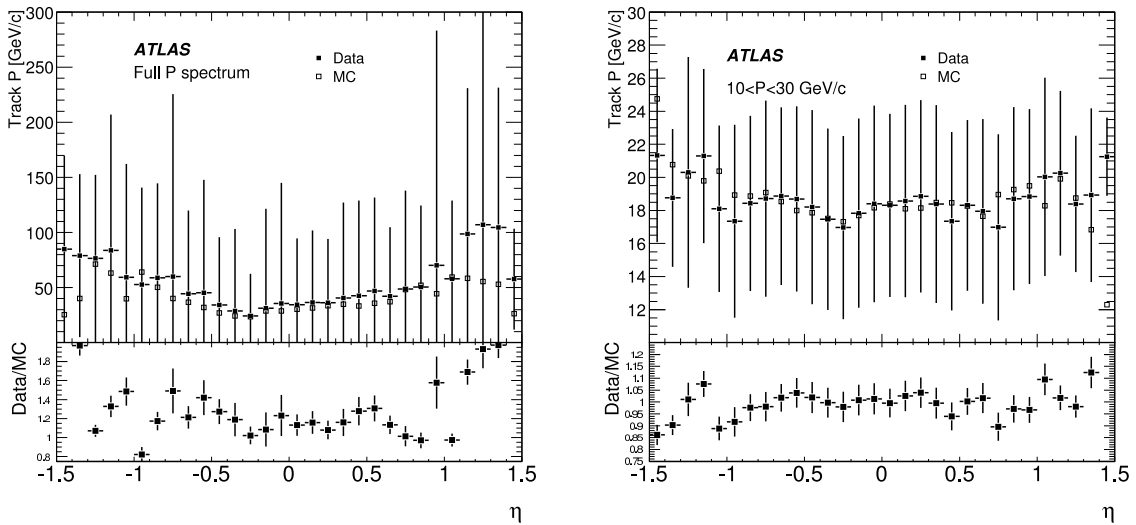 Track P [GeV/c]
300
250
200
150
100
50
ATLAS
Full P spectrum
Data
MC
Data/MC
1.8
1.6
1.4
1.2
1
0.8
-1.5 -1 -0.5 0 0.5 1 1.5
η
Track P [GeV/c]
30
28
26
24
22
20
18
16
14
12
ATLAS
10<P<30 GeV/c
Data
MC
Data/MC
1.2
1.15
1.1
1.05
1
0.95
0.9
0.85
0.8
0.75
-1.5 -1 -0.5 0 0.5 1 1.5
η